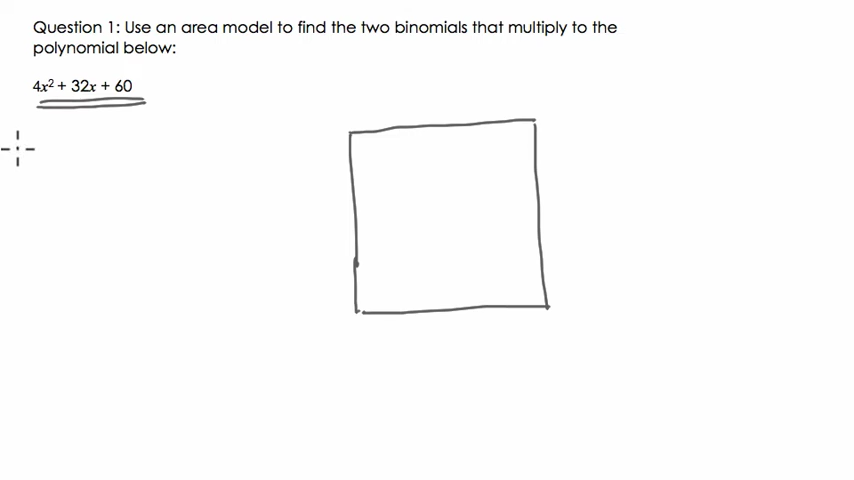 Question 1: Use an area model to find the two binomials that multiply to the
polynomial below:
4x² + 32x + 60